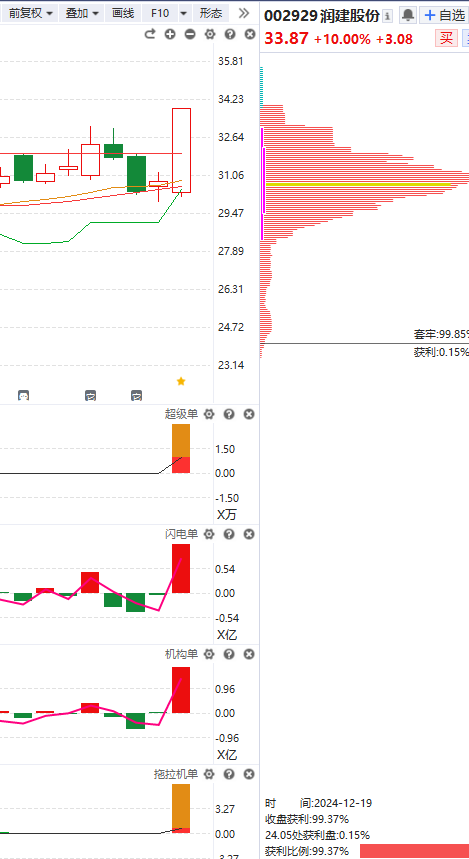 前复权 叠加 画线 F10 形态
002929 润建股份 自选
33.87 +10.00% +3.08 买
35.81
34.23
32.64
31.06
29.47
27.89
26.31
24.72
23.14
套牢:99.85%
获利:0.15%
超级单
1.50
0.00
-1.50
X万
闪电单
0.54
0.00
-0.54
X亿
机构单
0.96
0.00
-0.96
X亿
拖拉机单
3.27
0.00
-3.27
时 间:2024-12-19
收盘获利:99.37%
24.05处获利盘:0.15%
获利比例:99.37%